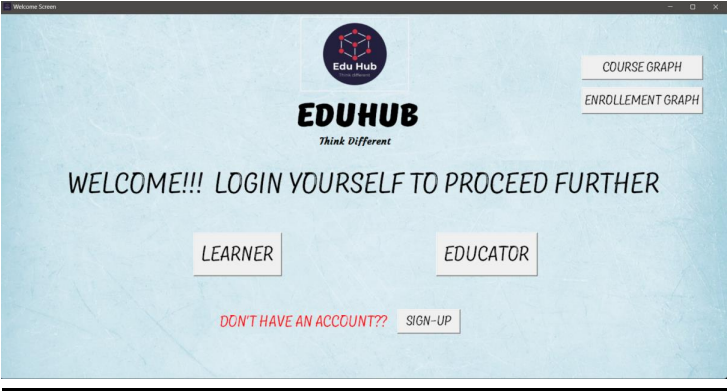 Welcome Screen
Edu Hub
Think different
COURSE GRAPH
ENROLLEMENT GRAPH
EDUHUB
Think Different
WELCOME!!! LOGIN YOURSELF TO PROCEED FURTHER
LEARNER
EDUCATOR
DON'T HAVE AN ACCOUNT??
SIGN-UP